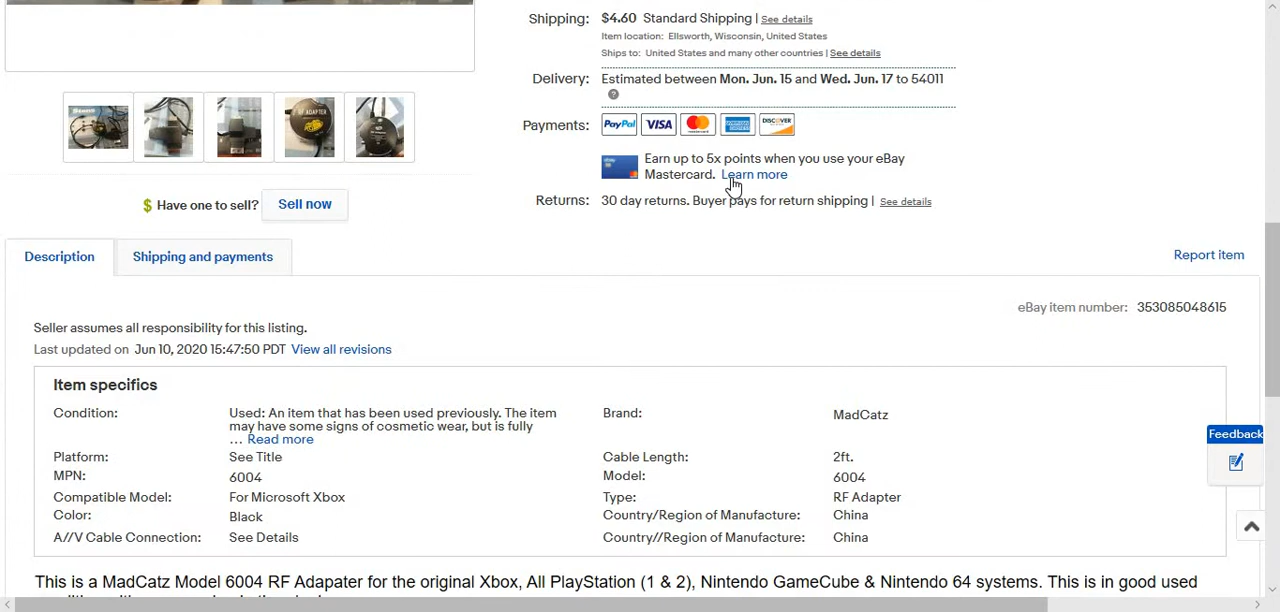 Shipping: $4.60 Standard Shipping | See details
Item location: Ellsworth, Wisconsin, United States
Ships to: United States and many other countries | See details
Delivery: Estimated between Mon. Jun. 15 and Wed. Jun. 17 to 54011
?
Payments: PayPal VISA mastercard AMERICAN EXPRESS DISCOVER
Earn up to 5x points when you use your eBay
Mastercard. Learn more
RF ADAPTER
$ Have one to sell? Sell now
Returns: 30 day returns. Buyer pays for return shipping | See details
Description
Shipping and payments
Report item
eBay item number: 353085048615
Seller assumes all responsibility for this listing.
Last updated on Jun 10, 2020 15:47:50 PDT View all revisions
Item specifics
Condition: Used: An item that has been used previously. The item
may have some signs of cosmetic wear, but is fully
... Read more
Brand: MadCatz
Platform: See Title
Cable Length: 2ft.
MPN: 6004
Model: 6004
Compatible Model: For Microsoft Xbox
Type: RF Adapter
Color: Black
Country/Region of Manufacture: China
A//V Cable Connection: See Details
Country//Region of Manufacture: China
Feedback
This is a MadCatz Model 6004 RF Adapater for the original Xbox, All PlayStation (1 & 2), Nintendo GameCube & Nintendo 64 systems. This is in good used